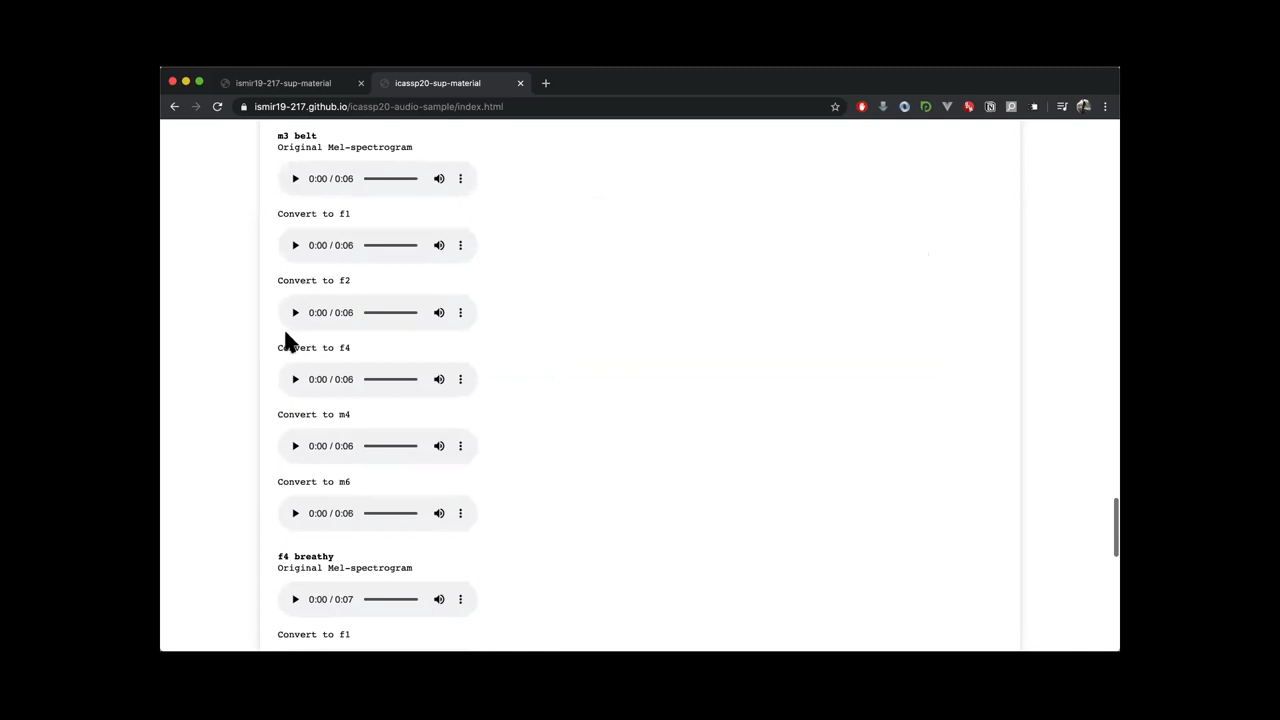 ismir19-217-sup-material
icassp20-sup-material
ismir19-217.github.io/icassp20-audio-sample/index.html
m3 belt
Original Mel-spectrogram
0:00 / 0:06
Convert to f1
0:00 / 0:06
Convert to f2
0:00 / 0:06
Convert to f4
0:00 / 0:06
Convert to m4
0:00 / 0:06
Convert to m6
0:00 / 0:06
f4 breathy
Original Mel-spectrogram
0:00 / 0:07
Convert to f1